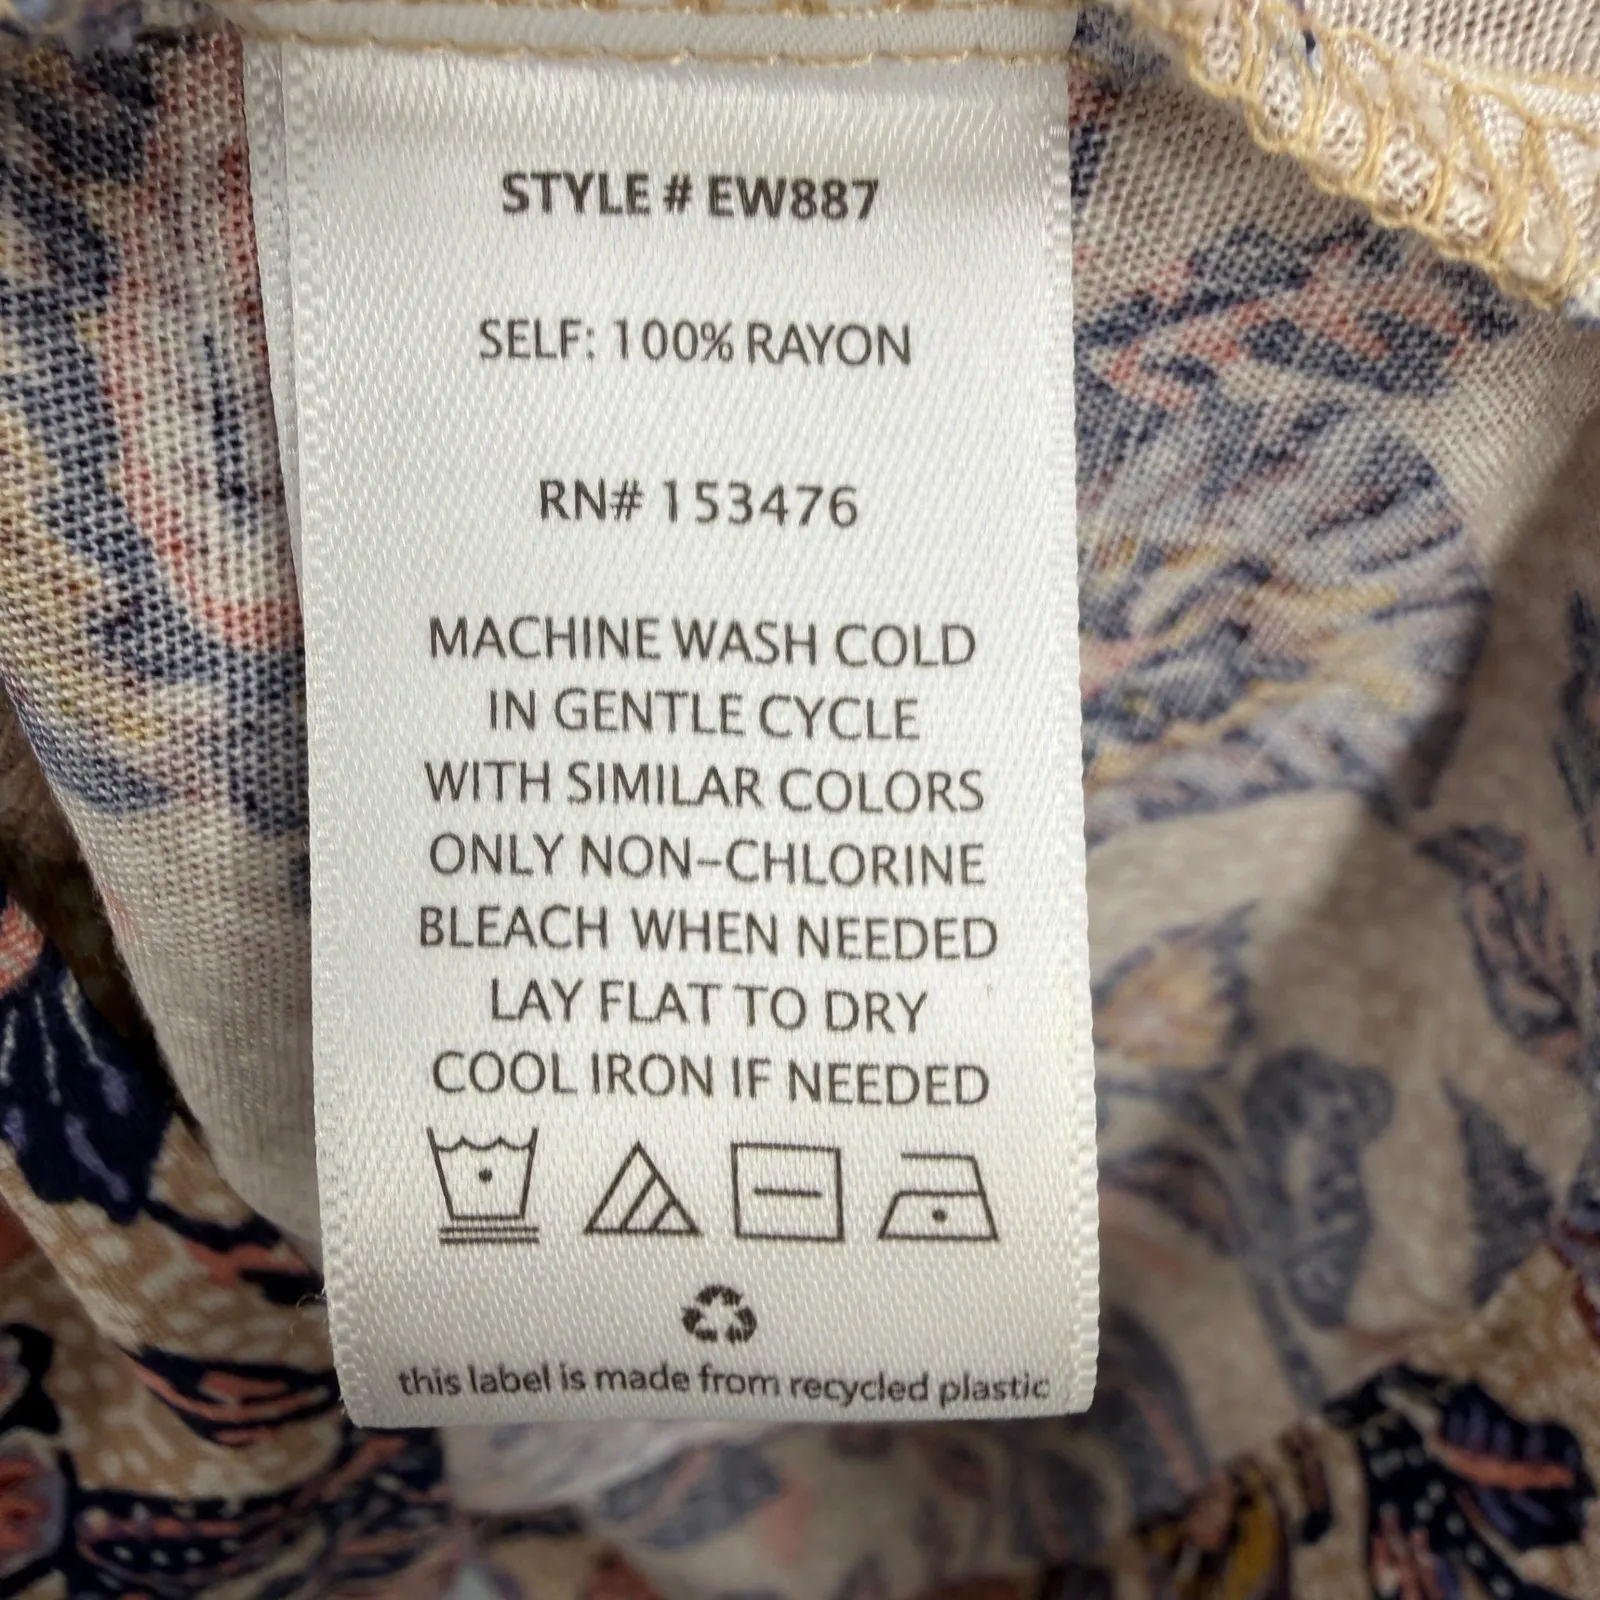 STYLE # EW887
SELF: 100% RAYON
RN# 153476
MACHINE WASH COLD
IN GENTLE CYCLE
WITH SIMILAR COLORS
ONLY NON-CHLORINE
BLEACH WHEN NEEDED
LAY FLAT TO DRY
COOL IRON IF NEEDED
this label is made from recycled plastic